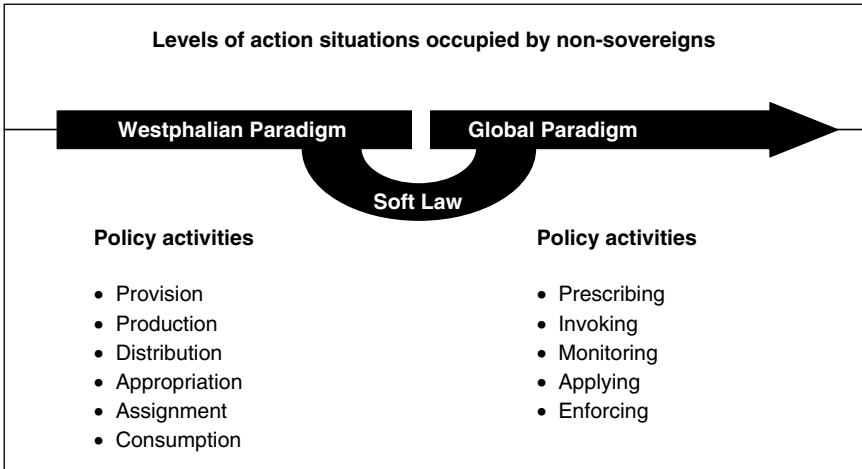 Levels of action situations occupied by non-sovereigns
Westphalian Paradigm
Global Paradigm
Soft Law
Policy activities
• Provision
• Production
• Distribution
• Appropriation
• Assignment
• Consumption
Policy activities
• Prescribing
• Invoking
• Monitoring
• Applying
• Enforcing